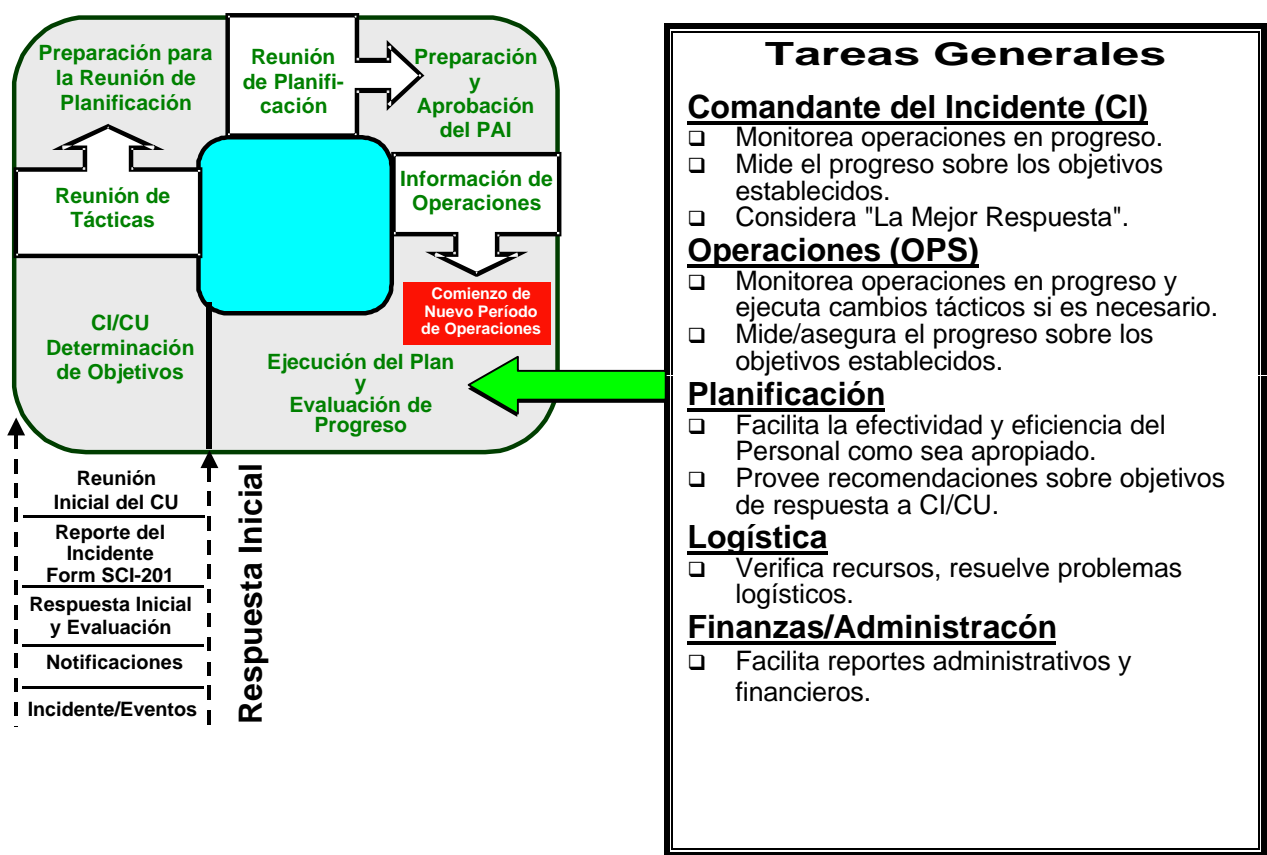 Preparación para
la Reunión de
Planificación
Reunión
de Planifi-
cación
Preparación
y
Aprobación
del PAI
Reunión de
Tácticas
Información de
Operaciones
Comienzo de
Nuevo Período
de Operaciones
CI/CU
Determinación
de Objetivos
Ejecución del Plan
y
Evaluación de
Progreso
Reunión
Inicial del CU
Reporte del
Incidente
Form SCI-201
Respuesta Inicial
y Evaluación
Notificaciones
Incidente/Eventos
Respuesta Inicial
Tareas Generales
Comandante del Incidente (CI)
❑ Monitorea operaciones en progreso.
❑ Mide el progreso sobre los objetivos
establecidos.
❑ Considera "La Mejor Respuesta".
Operaciones (OPS)
❑ Monitorea operaciones en progreso y
ejecuta cambios tácticos si es necesario.
❑ Mide/asegura el progreso sobre los
objetivos establecidos.
Planificación
❑ Facilita la efectividad y eficiencia del
Personal como sea apropiado.
❑ Provee recomendaciones sobre objetivos
de respuesta a CI/CU.
Logística
❑ Verifica recursos, resuelve problemas
logísticos.
Finanzas/Administracón
❑ Facilita reportes administrativos y
financieros.